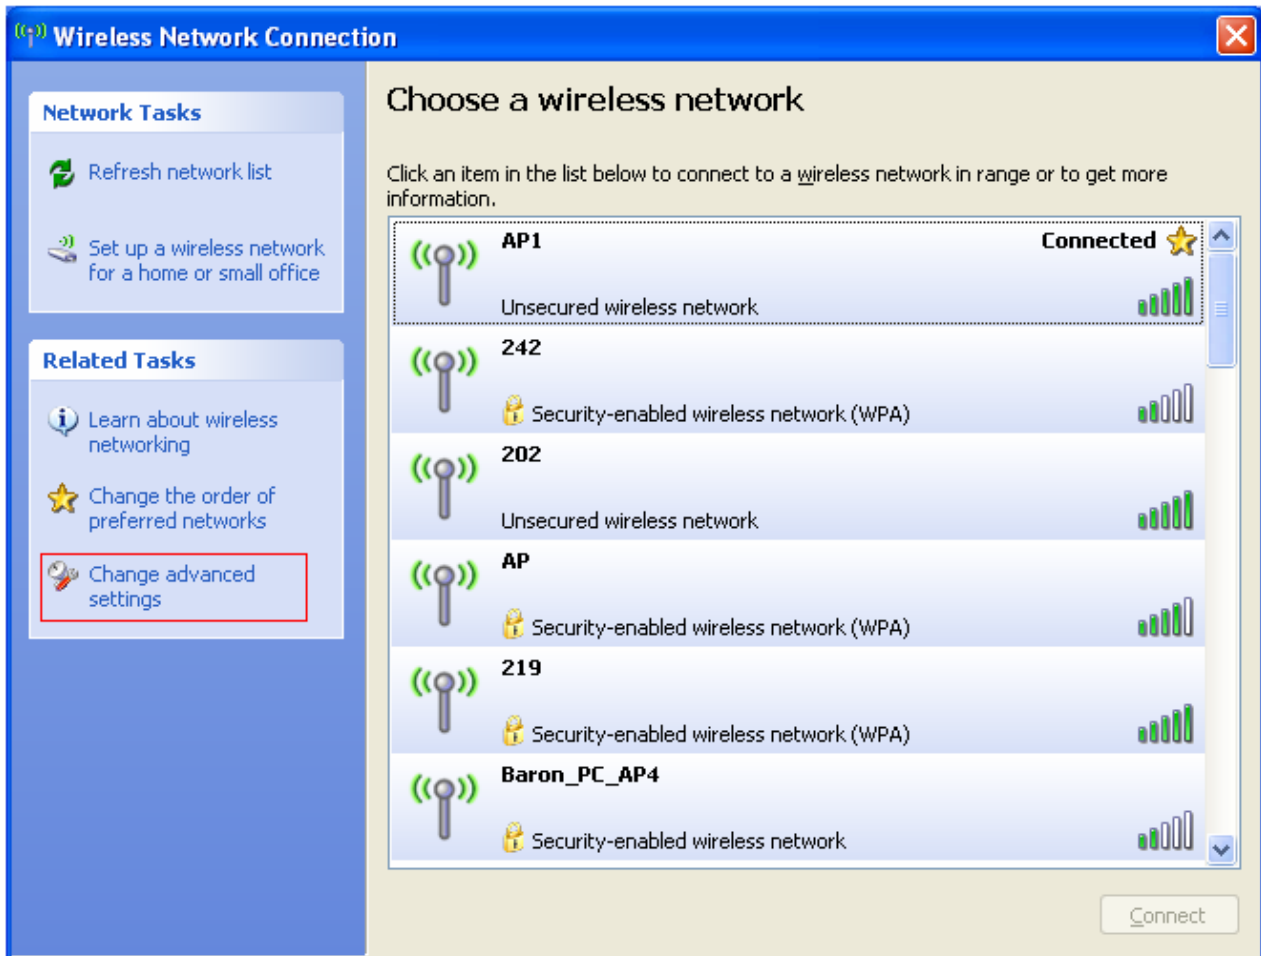 Wireless Network Connection
Network Tasks
Refresh network list
Set up a wireless network
for a home or small office
Related Tasks
Learn about wireless
networking
Change the order of
preferred networks
Change advanced
settings
Choose a wireless network
Click an item in the list below to connect to a wireless network in range or to get more
information.
AP1
Connected
Unsecured wireless network
242
Security-enabled wireless network (WPA)
202
Unsecured wireless network
AP
Security-enabled wireless network (WPA)
219
Security-enabled wireless network (WPA)
Baron_PC_AP4
Security-enabled wireless network
Connect